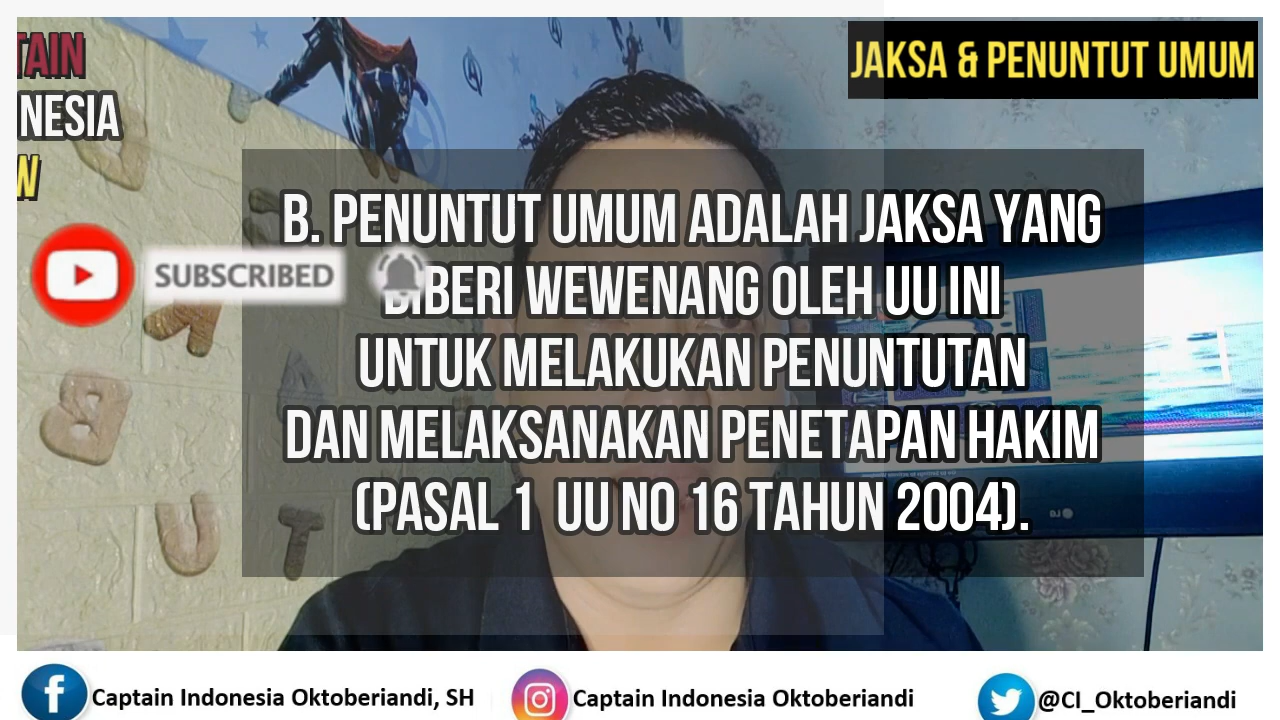 TAIN
NESIA
W
JAKSA & PENUNTUT UMUM
SUBSCRIBED
B. PENUNTUT UMUM ADALAH JAKSA YANG
DIBERI WEWENANG OLEH UU INI
UNTUK MELAKUKAN PENUNTUTAN
DAN MELAKSANAKAN PENETAPAN HAKIM
(PASAL 1 UU NO 16 TAHUN 2004).
B
U
T
LG
Captain Indonesia Oktoberiandi, SH
Captain Indonesia Oktoberiandi
@CI_Oktoberiandi